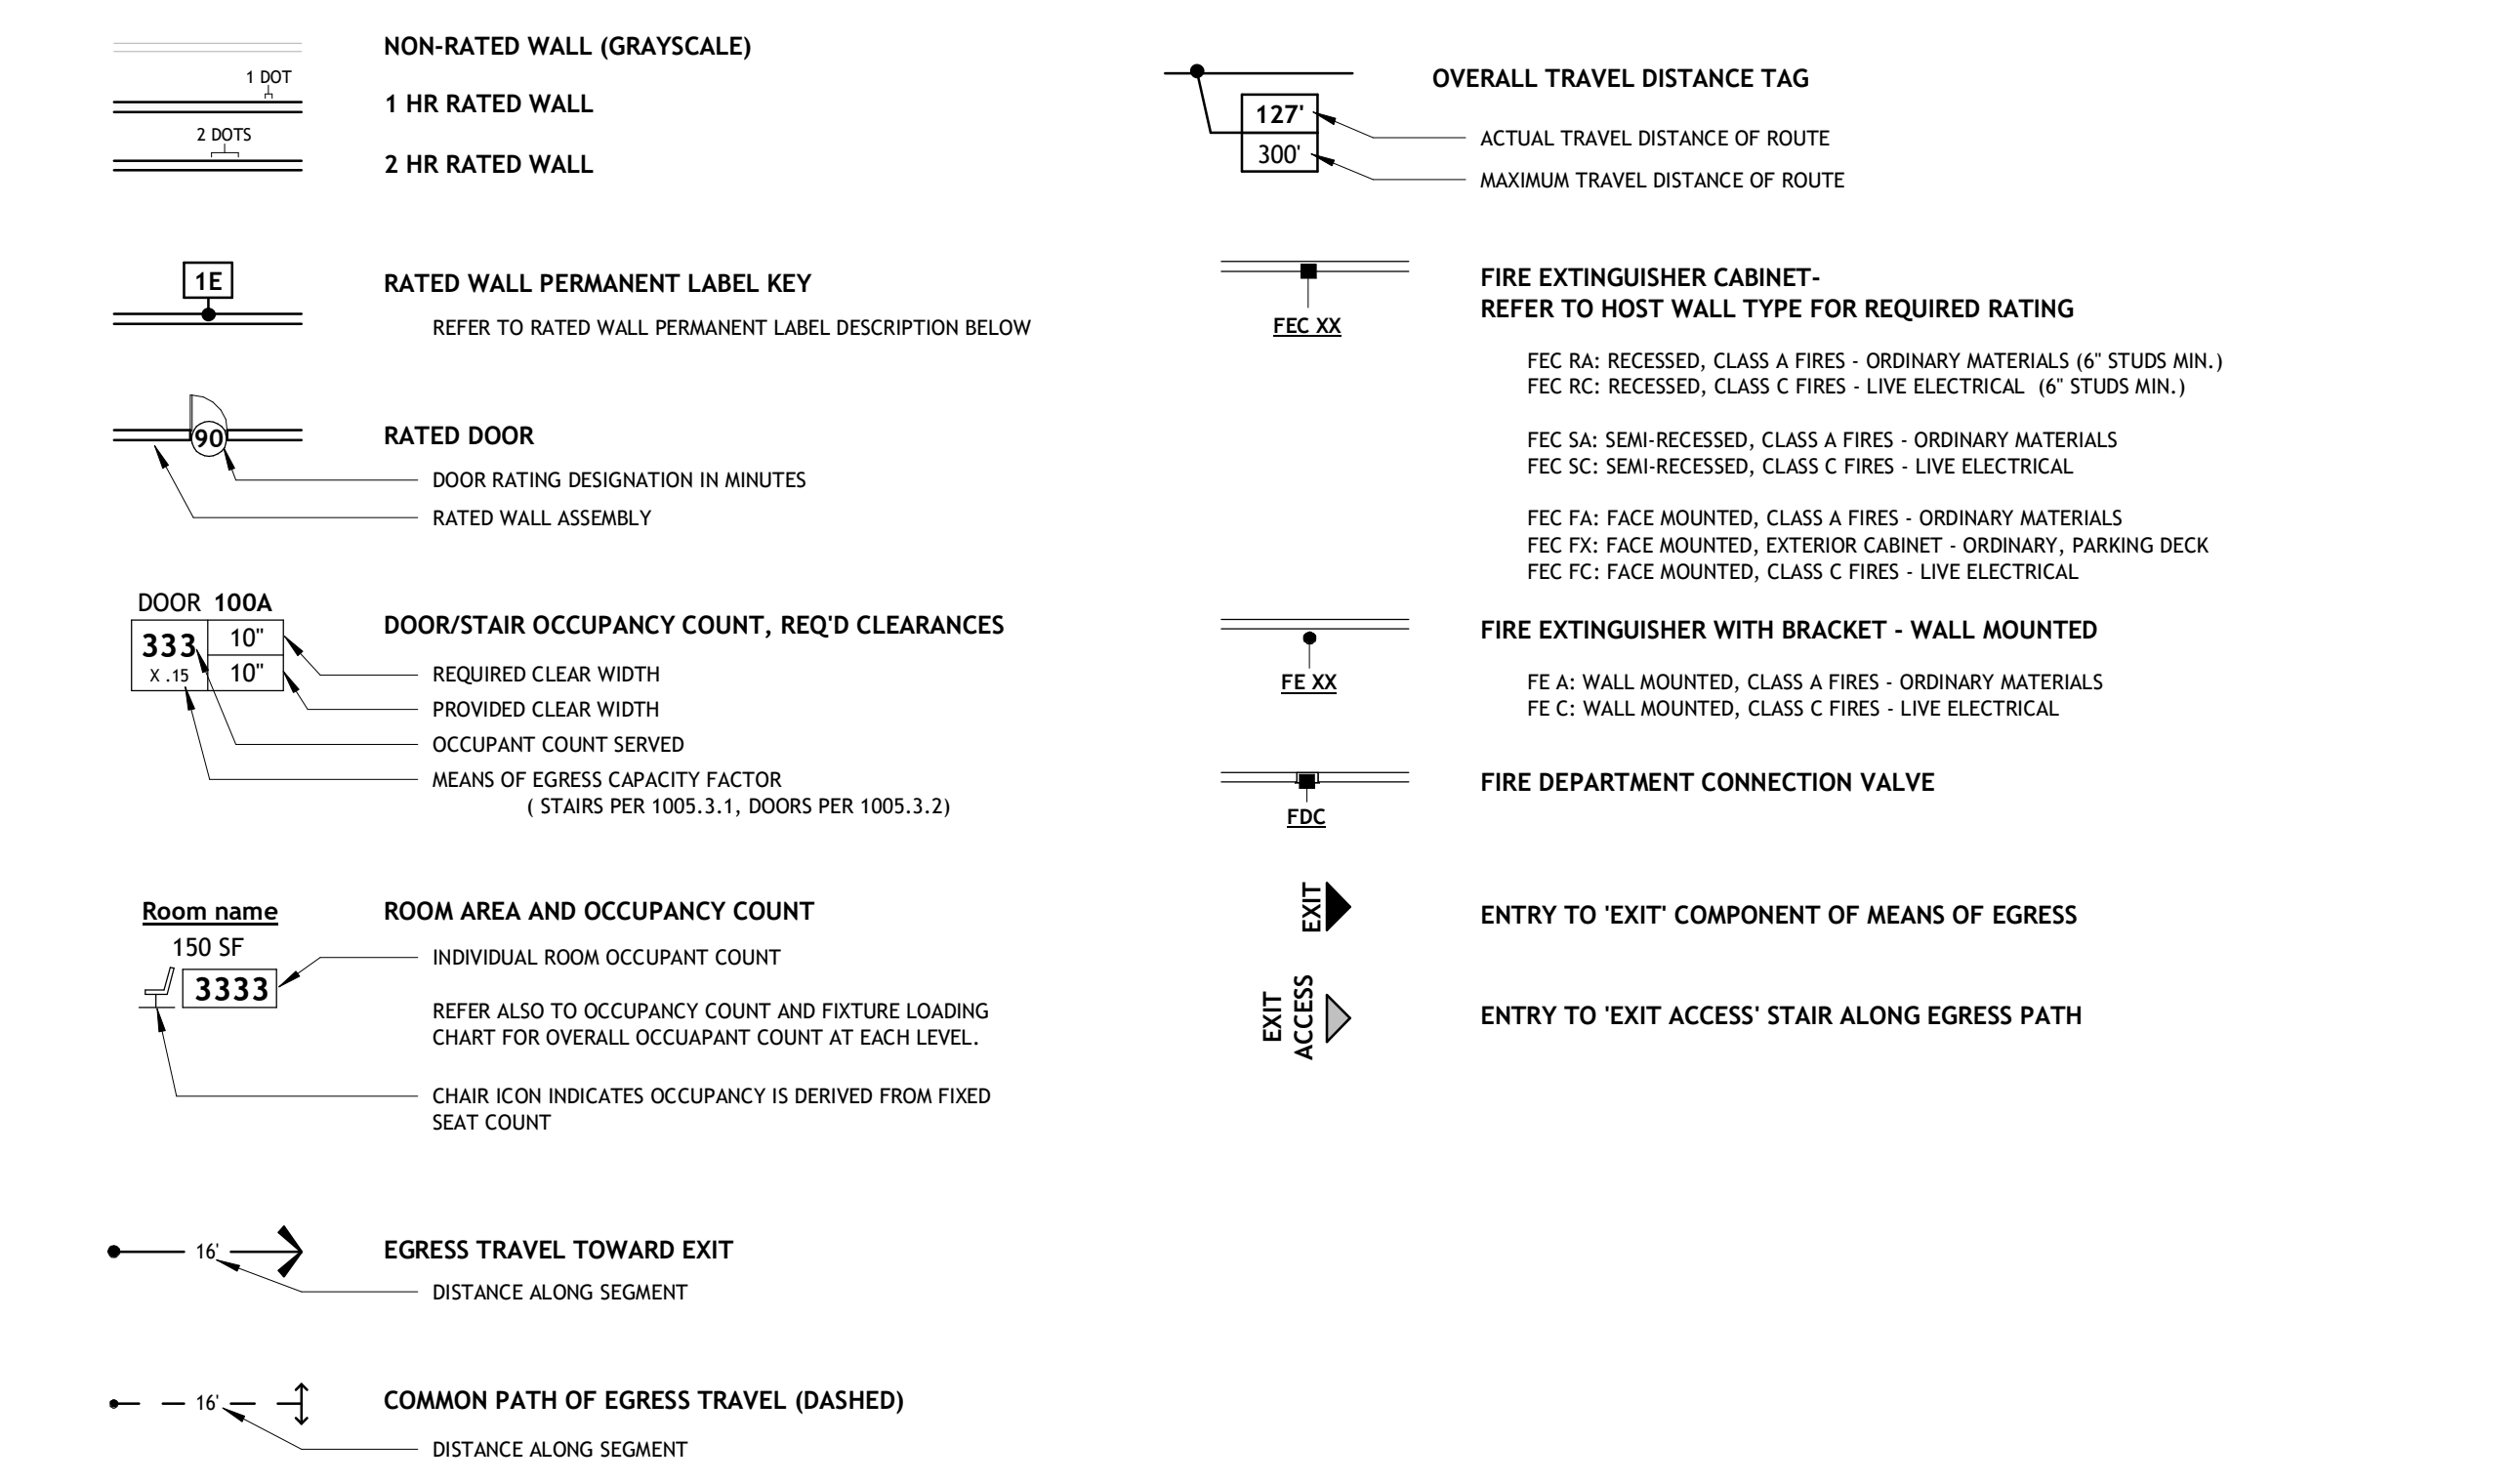 NON-RATED WALL (GRAYSCALE)
1 DOT
1 HR RATED WALL
2 DOTS
2 HR RATED WALL
1E
RATED WALL PERMANENT LABEL KEY
REFER TO RATED WALL PERMANENT LABEL DESCRIPTION BELOW
90
RATED DOOR
DOOR RATING DESIGNATION IN MINUTES
RATED WALL ASSEMBLY
DOOR 100A
333
X .15
10"
10"
DOOR/STAIR OCCUPANCY COUNT, REQ'D CLEARANCES
REQUIRED CLEAR WIDTH
PROVIDED CLEAR WIDTH
OCCUPANT COUNT SERVED
MEANS OF EGRESS CAPACITY FACTOR
( STAIRS PER 1005.3.1, DOORS PER 1005.3.2)
Room name
150 SF
3333
ROOM AREA AND OCCUPANCY COUNT
INDIVIDUAL ROOM OCCUPANT COUNT
REFER ALSO TO OCCUPANCY COUNT AND FIXTURE LOADING
CHART FOR OVERALL OCCUAPANT COUNT AT EACH LEVEL.
CHAIR ICON INDICATES OCCUPANCY IS DERIVED FROM FIXED
SEAT COUNT
16'
EGRESS TRAVEL TOWARD EXIT
DISTANCE ALONG SEGMENT
16'
COMMON PATH OF EGRESS TRAVEL (DASHED)
DISTANCE ALONG SEGMENT
OVERALL TRAVEL DISTANCE TAG
127'
300'
ACTUAL TRAVEL DISTANCE OF ROUTE
MAXIMUM TRAVEL DISTANCE OF ROUTE
FEC XX
FIRE EXTINGUISHER CABINET-
REFER TO HOST WALL TYPE FOR REQUIRED RATING
FEC RA: RECESSED, CLASS A FIRES - ORDINARY MATERIALS (6" STUDS MIN.)
FEC RC: RECESSED, CLASS C FIRES - LIVE ELECTRICAL (6" STUDS MIN.)
FEC SA: SEMI-RECESSED, CLASS A FIRES - ORDINARY MATERIALS
FEC SC: SEMI-RECESSED, CLASS C FIRES - LIVE ELECTRICAL
FEC FA: FACE MOUNTED, CLASS A FIRES - ORDINARY MATERIALS
FEC FX: FACE MOUNTED, EXTERIOR CABINET - ORDINARY, PARKING DECK
FEC FC: FACE MOUNTED, CLASS C FIRES - LIVE ELECTRICAL
FE XX
FIRE EXTINGUISHER WITH BRACKET - WALL MOUNTED
FE A: WALL MOUNTED, CLASS A FIRES - ORDINARY MATERIALS
FE C: WALL MOUNTED, CLASS C FIRES - LIVE ELECTRICAL
FDC
FIRE DEPARTMENT CONNECTION VALVE
EXIT
ENTRY TO 'EXIT' COMPONENT OF MEANS OF EGRESS
EXIT
ACCESS
ENTRY TO 'EXIT ACCESS' STAIR ALONG EGRESS PATH